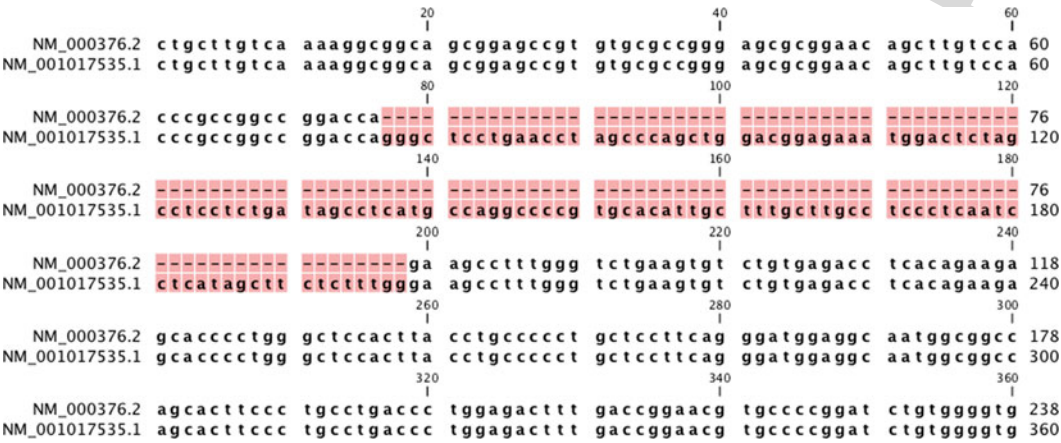 20 40 60
NM_000376.2 ctgcttgtca aaaggcggca gcggagccgt gtgcgccggg agcgcggaac agcttgtcca 60
NM_001017535.1 ctgcttgtca aaaggcggca gcggagccgt gtgcgccggg agcgcggaac agcttgtcca 60
80 100 120
NM_000376.2 cccgccggcc ggacca---- ---------- ---------- ---------- ---------- 76
NM_001017535.1 cccgccggcc ggaccagggc tcctgaacct agcccagctg gacggagaaa tggactctag 120
140 160 180
NM_000376.2 ---------- ---------- ---------- ---------- ---------- ---------- 76
NM_001017535.1 cctcctctga tagcctcatg ccaggccccg tgcacattgc tttgcttgcc tccctcaatc 180
200 220 240
NM_000376.2 ---------- --------ga agcctttggg tctgaagtgt ctgtgagacc tcacagaaga 118
NM_001017535.1 ctcatagctt ctctttggga agcctttggg tctgaagtgt ctgtgagacc tcacagaaga 240
260 280 300
NM_000376.2 gcacccctgg gctccactta cctgccccct gctccttcag ggatggaggc aatggcggcc 178
NM_001017535.1 gcacccctgg gctccactta cctgccccct gctccttcag ggatggaggc aatggcggcc 300
320 340 360
NM_000376.2 agcacttccc tgcctgaccc tggagacttt gaccggaacg tgccccggat ctgtggggtg 238
NM_001017535.1 agcacttccc tgcctgaccc tggagacttt gaccggaacg tgccccggat ctgtggggtg 360